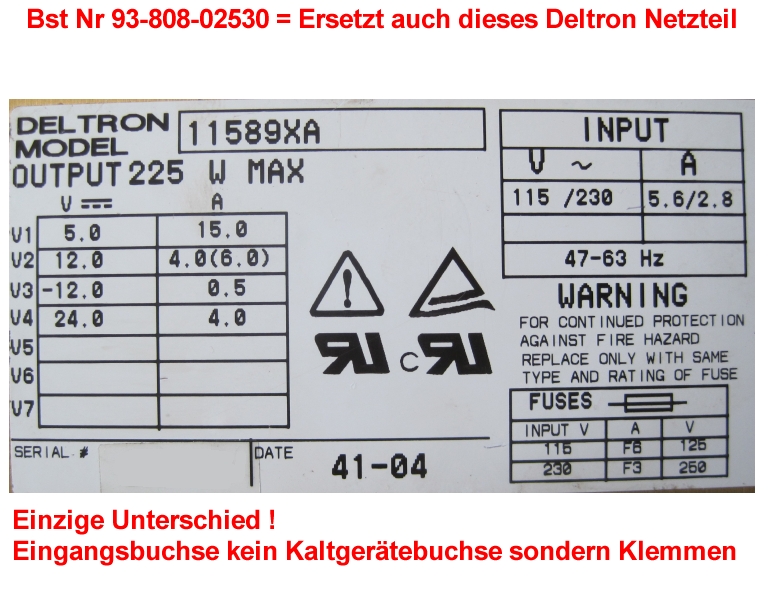 Bst Nr 93-808-02530 = Ersetzt auch dieses Deltron Netzteil
DELTRON
MODEL 11589XA
OUTPUT 225 W MAX
V A
V1 5.0 15.0
V2 12.0 4.0(6.0)
V3 -12.0 0.5
V4 24.0 4.0
V5
V6
V7
SERIAL # DATE 41-04
INPUT
V ~ A
115 /230 5.6/2.8
47-63 Hz
WARNING
FOR CONTINUED PROTECTION
AGAINST FIRE HAZARD
REPLACE ONLY WITH SAME
TYPE AND RATING OF FUSE
FUSES
INPUT V A V
115 F6 125
230 F3 250
Einzige Unterschied !
Eingangsbuchse kein Kaltgerätebuchse sondern Klemmen